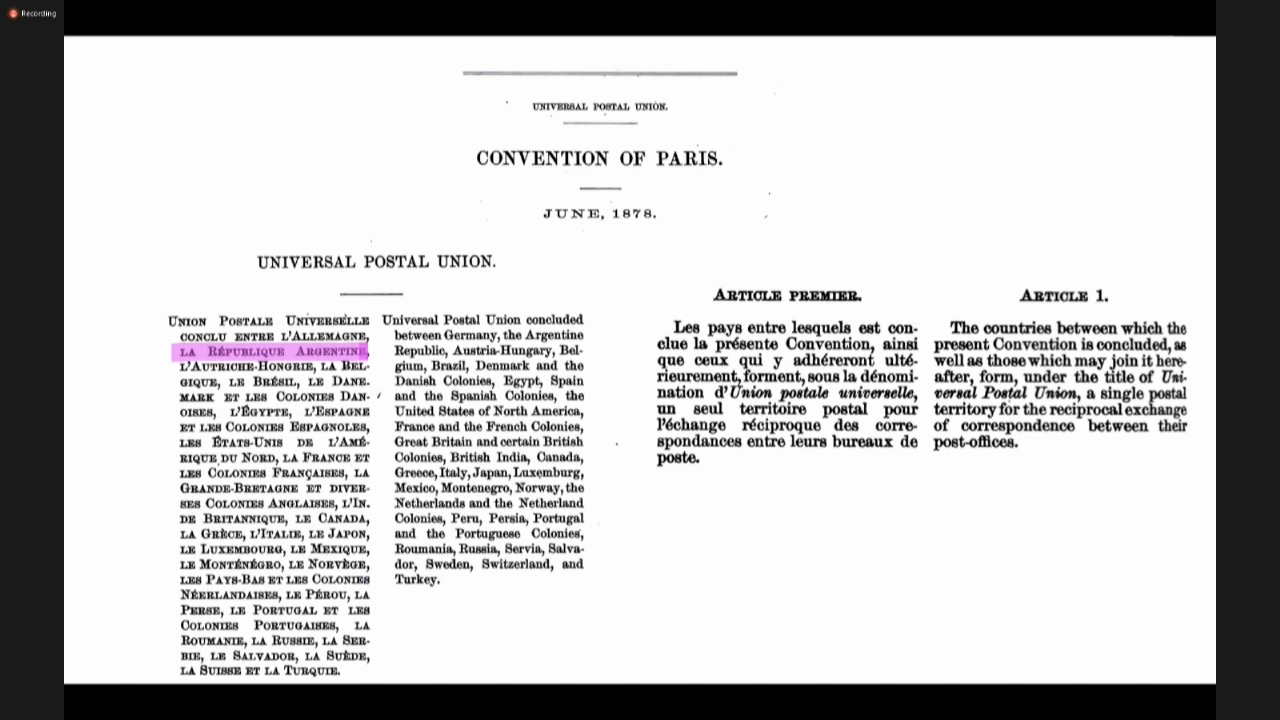 Recording
UNIVERSAL POSTAL UNION.
CONVENTION OF PARIS.
JUNE, 1878.
UNIVERSAL POSTAL UNION.
UNION POSTALE UNIVERSELLE
CONCLU ENTRE L'ALLEMAGNE,
LA RÉPUBLIQUE ARGENTINE,
L'AUTRICHE-HONGRIE, LA BEL-
GIQUE, LE BRÉSIL, LE DANE-
MARK ET LES COLONIES DAN-
OISES, L'ÉGYPTE, L'ESPAGNE
ET LES COLONIES ESPAGNOLES,
LES ÉTATS-UNIS DE L'AMÉ-
RIQUE DU NORD, LA FRANCE ET
LES COLONIES FRANÇAISES, LA
GRANDE-BRETAGNE ET DIVER-
SES COLONIES ANGLAISES, L'IN-
DE BRITANNIQUE, LE CANADA,
LA GRÈCE, L'ITALIE, LE JAPON,
LE LUXEMBOURG, LE MEXIQUE,
LE MONTÉNÉGRO, LE NORVÈGE,
LES PAYS-BAS ET LES COLONIES
NÉERLANDAISES, LE PÉROU, LA
PERSE, LE PORTUGAL ET LES
COLONIES PORTUGAISES, LA
ROUMANIE, LA RUSSIE, LA SER-
BIE, LE SALVADOR, LA SUÈDE,
LA SUISSE ET LA TURQUIE.
Universal Postal Union concluded
between Germany, the Argentine
Republic, Austria-Hungary, Bel-
gium, Brazil, Denmark and the
Danish Colonies, Egypt, Spain
and the Spanish Colonies, the
United States of North America,
France and the French Colonies,
Great Britain and certain British
Colonies, British India, Canada,
Greece, Italy, Japan, Luxemburg,
Mexico, Montenegro, Norway, the
Netherlands and the Netherland
Colonies, Peru, Persia, Portugal
and the Portuguese Colonies,
Roumania, Russia, Servia, Salva-
dor, Sweden, Switzerland, and
Turkey.
ARTICLE PREMIER.
Les pays entre lesquels est con-
clue la présente Convention, ainsi
que ceux qui y adhéreront ulté-
rieurement, forment, sous la dénomi-
nation d'Union postale universelle,
un seul territoire postal pour
l'échange réciproque des corre-
spondances entre leurs bureaux de
poste.
ARTICLE 1.
The countries between which the
present Convention is concluded, as
well as those which may join it here-
after, form, under the title of Uni-
versal Postal Union, a single postal
territory for the reciprocal exchange
of correspondence between their
post-offices.